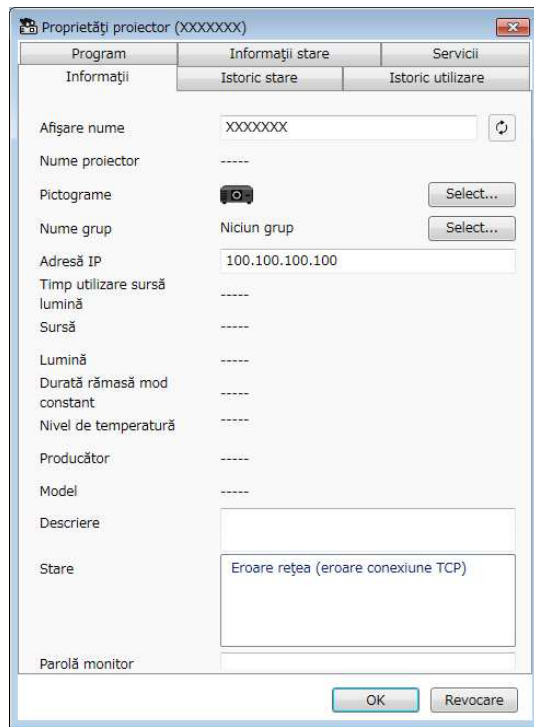 Proprietăți proiector (XXXXXXX)
Program Informații stare Servicii
Informații Istoric stare Istoric utilizare
Afișare nume XXXXXXX
Nume proiector -----
Pictograme Select...
Nume grup Niciun grup Select...
Adresă IP 100.100.100.100
Timp utilizare sursă
lumină -----
Sursă -----
Lumină -----
Durată rămasă mod
constant -----
Nivel de temperatură -----
Producător -----
Model -----
Descriere
Stare Eroare rețea (eroare conexiune TCP)
Parolă monitor
OK Revocare